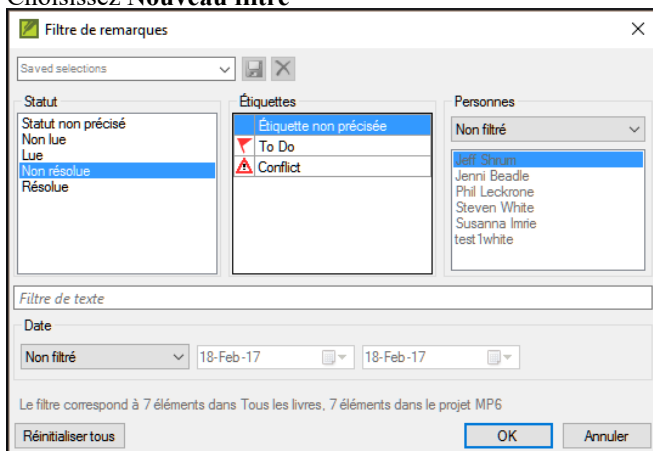 Choisissez Nouveau filtre
Filtre de remarques
Saved selections
Statut
Statut non précisé
Non lue
Lue
Non résolue
Résolue
Étiquettes
Étiquette non précisée
To Do
Conflict
Personnes
Non filtré
Jeff Shrum
Jenni Beadle
Phil Leckrone
Steven White
Susanna Imrie
test1white
Filtre de texte
Date
Non filtré 18-Feb-17 18-Feb-17
Le filtre correspond à 7 éléments dans Tous les livres, 7 éléments dans le projet MP6
Réinitialiser tous OK Annuler